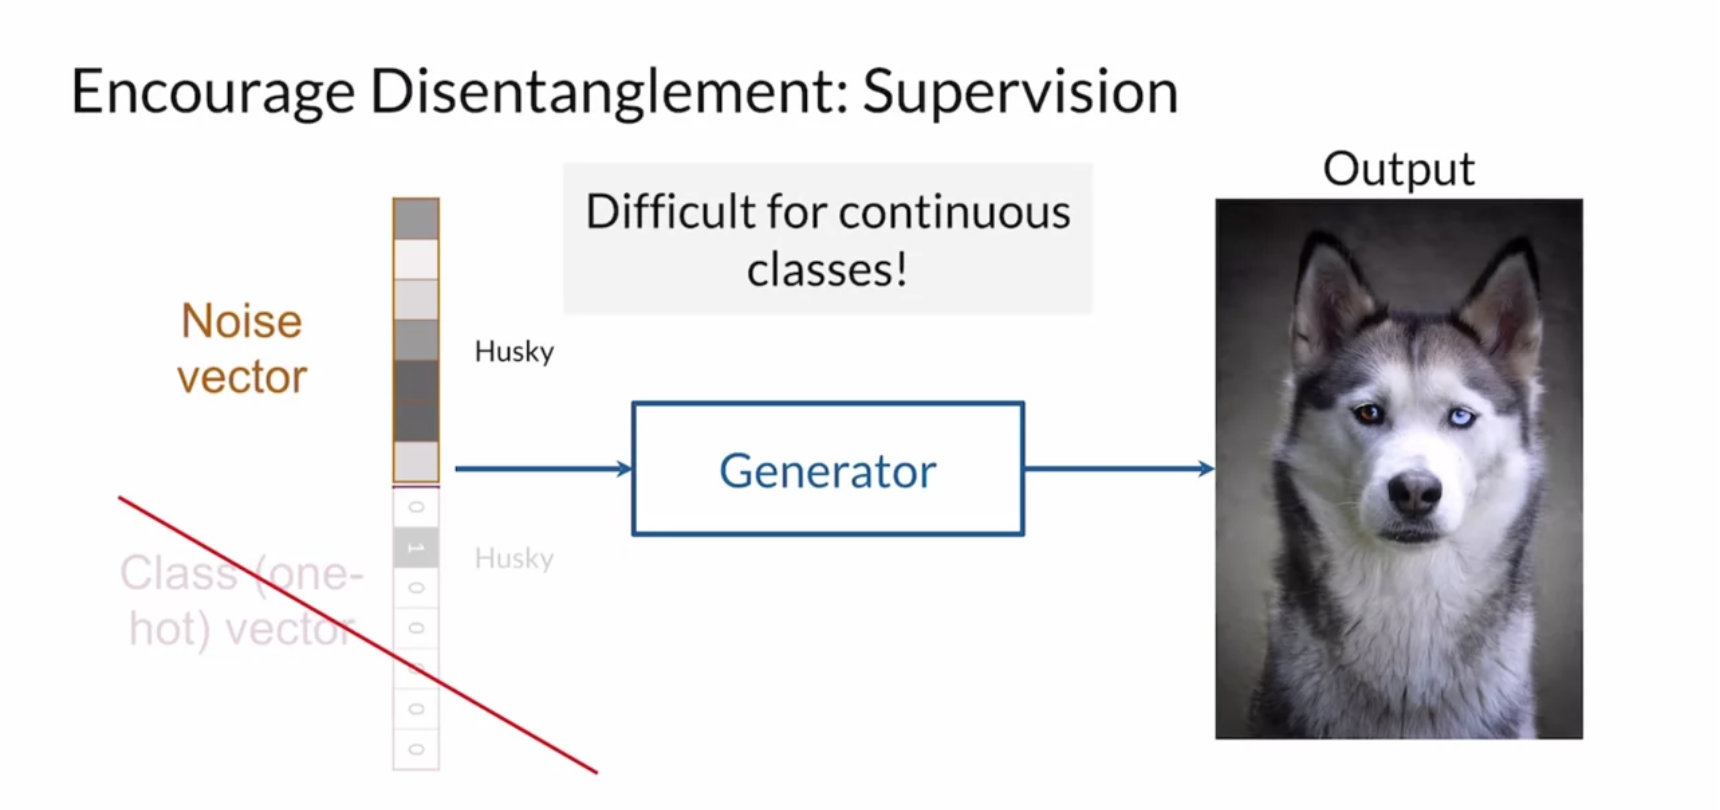 Encourage Disentanglement: Supervision
Output
Difficult for continuous
classes!
Noise
vector
Husky
Generator
0
1
Husky
0
Class (one-
hot) vector
0
0
0
0